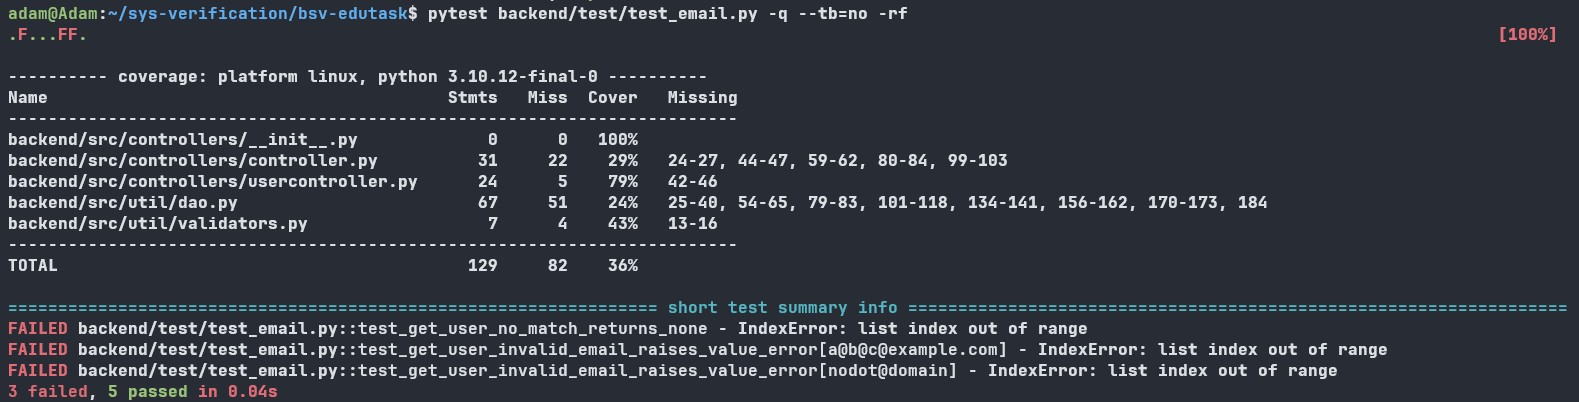 adam@Adam:~/sys-verification/bsv-edutask$ pytest backend/test/test_email.py -q --tb=no -rf
.F...FF. [100%]
---------- coverage: platform linux, python 3.10.12-final-0 ----------
Name Stmts Miss Cover Missing
-------------------------------------------------------------------------
backend/src/controllers/__init__.py 0 0 100%
backend/src/controllers/controller.py 31 22 29% 24-27, 44-47, 59-62, 80-84, 99-103
backend/src/controllers/usercontroller.py 24 5 79% 42-46
backend/src/util/dao.py 67 51 24% 25-40, 54-65, 79-83, 101-118, 134-141, 156-162, 170-173, 184
backend/src/util/validators.py 7 4 43% 13-16
-------------------------------------------------------------------------
TOTAL 129 82 36%
================================================================= short test summary info ===================================================================
FAILED backend/test/test_email.py::test_get_user_no_match_returns_none - IndexError: list index out of range
FAILED backend/test/test_email.py::test_get_user_invalid_email_raises_value_error[a@b@c@example.com] - IndexError: list index out of range
FAILED backend/test/test_email.py::test_get_user_invalid_email_raises_value_error[nodot@domain] - IndexError: list index out of range
3 failed, 5 passed in 0.04s